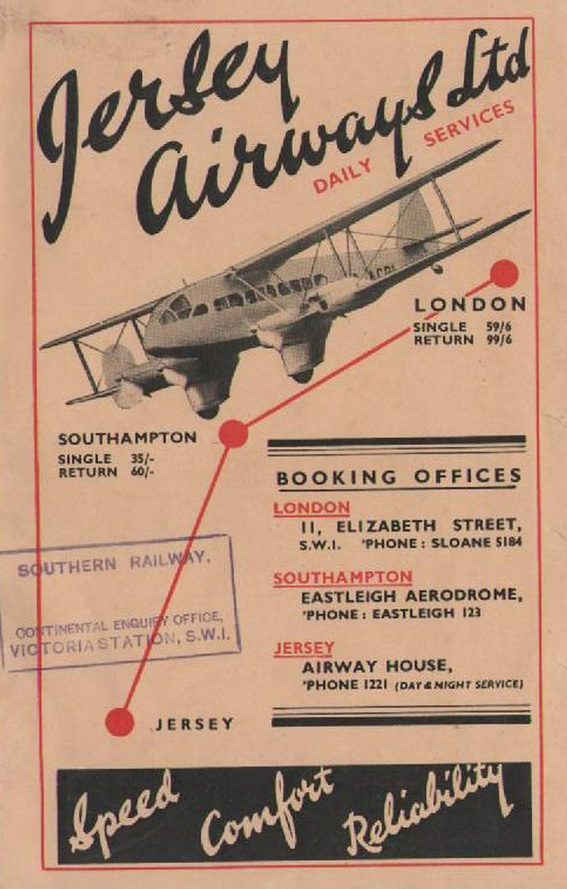 Jersey
Airways Ltd
DAILY SERVICES
LONDON
SINGLE 59/6
RETURN 99/6
SOUTHAMPTON
SINGLE 35/-
RETURN 60/-
BOOKING OFFICES
LONDON
11, ELIZABETH STREET,
S.W.1. 'PHONE: SLOANE 5184
SOUTHAMPTON
EASTLEIGH AERODROME,
'PHONE: EASTLEIGH 123
JERSEY
AIRWAY HOUSE,
'PHONE 1221 (DAY & NIGHT SERVICE)
SOUTHERN RAILWAY.
CONTINENTAL ENQUIRY OFFICE,
VICTORIA STATION, S.W.1.
JERSEY
Speed Comfort Reliability